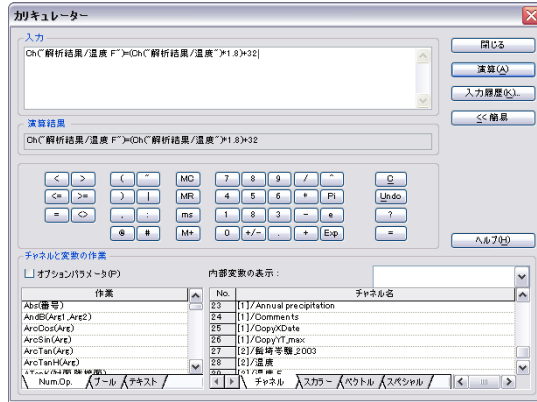 カリキュレーター
入力
Ch("解析結果/温度 F")=(Ch("解析結果/温度")*1.8)+32
閉じる
演算(A)
入力履歴(K)...
<< 簡易
演算結果
Ch("解析結果/温度 F")=(Ch("解析結果/温度")*1.8)+32
< > ( ~ MC 7 8 9 / ^ C
<= >= ) | MR 4 5 6 * Pi Undo
= <> , : ms 1 8 3 - e ?
@ # M+ 0 +/- . + Exp =
ヘルプ(H)
チャネルと変数の作業
オプションパラメータ(P)
内部変数の表示:
作業
No. チャネル名
Abs(番号)
AndB(Arg1,Arg2)
ArcCos(Arg)
ArcSin(Arg)
ArcTan(Arg)
ArcTanH(Arg)
23 [1]/Annual precipitation
24 [1]/Comments
25 [1]/CopyXDate
26 [1]/CopyYT_max
27 [2]/_2003
28 [2]/温度
29 [2]/温度 F
Num.Op. ブール テキスト
チャネル スカラー ベクトル スペシャル